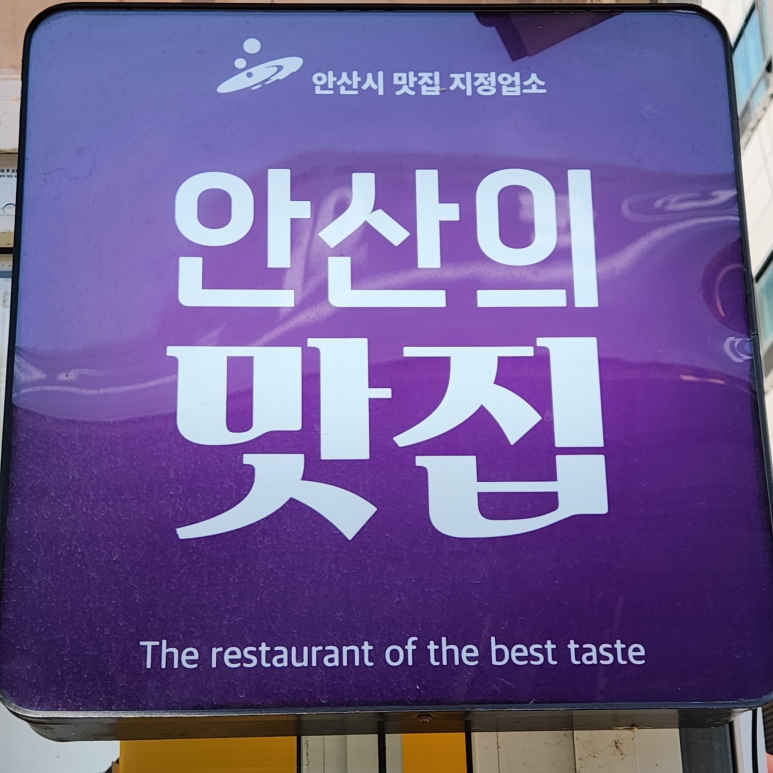 안산시 맛집 지정업소
안산의
맛집
The restaurant of the best taste